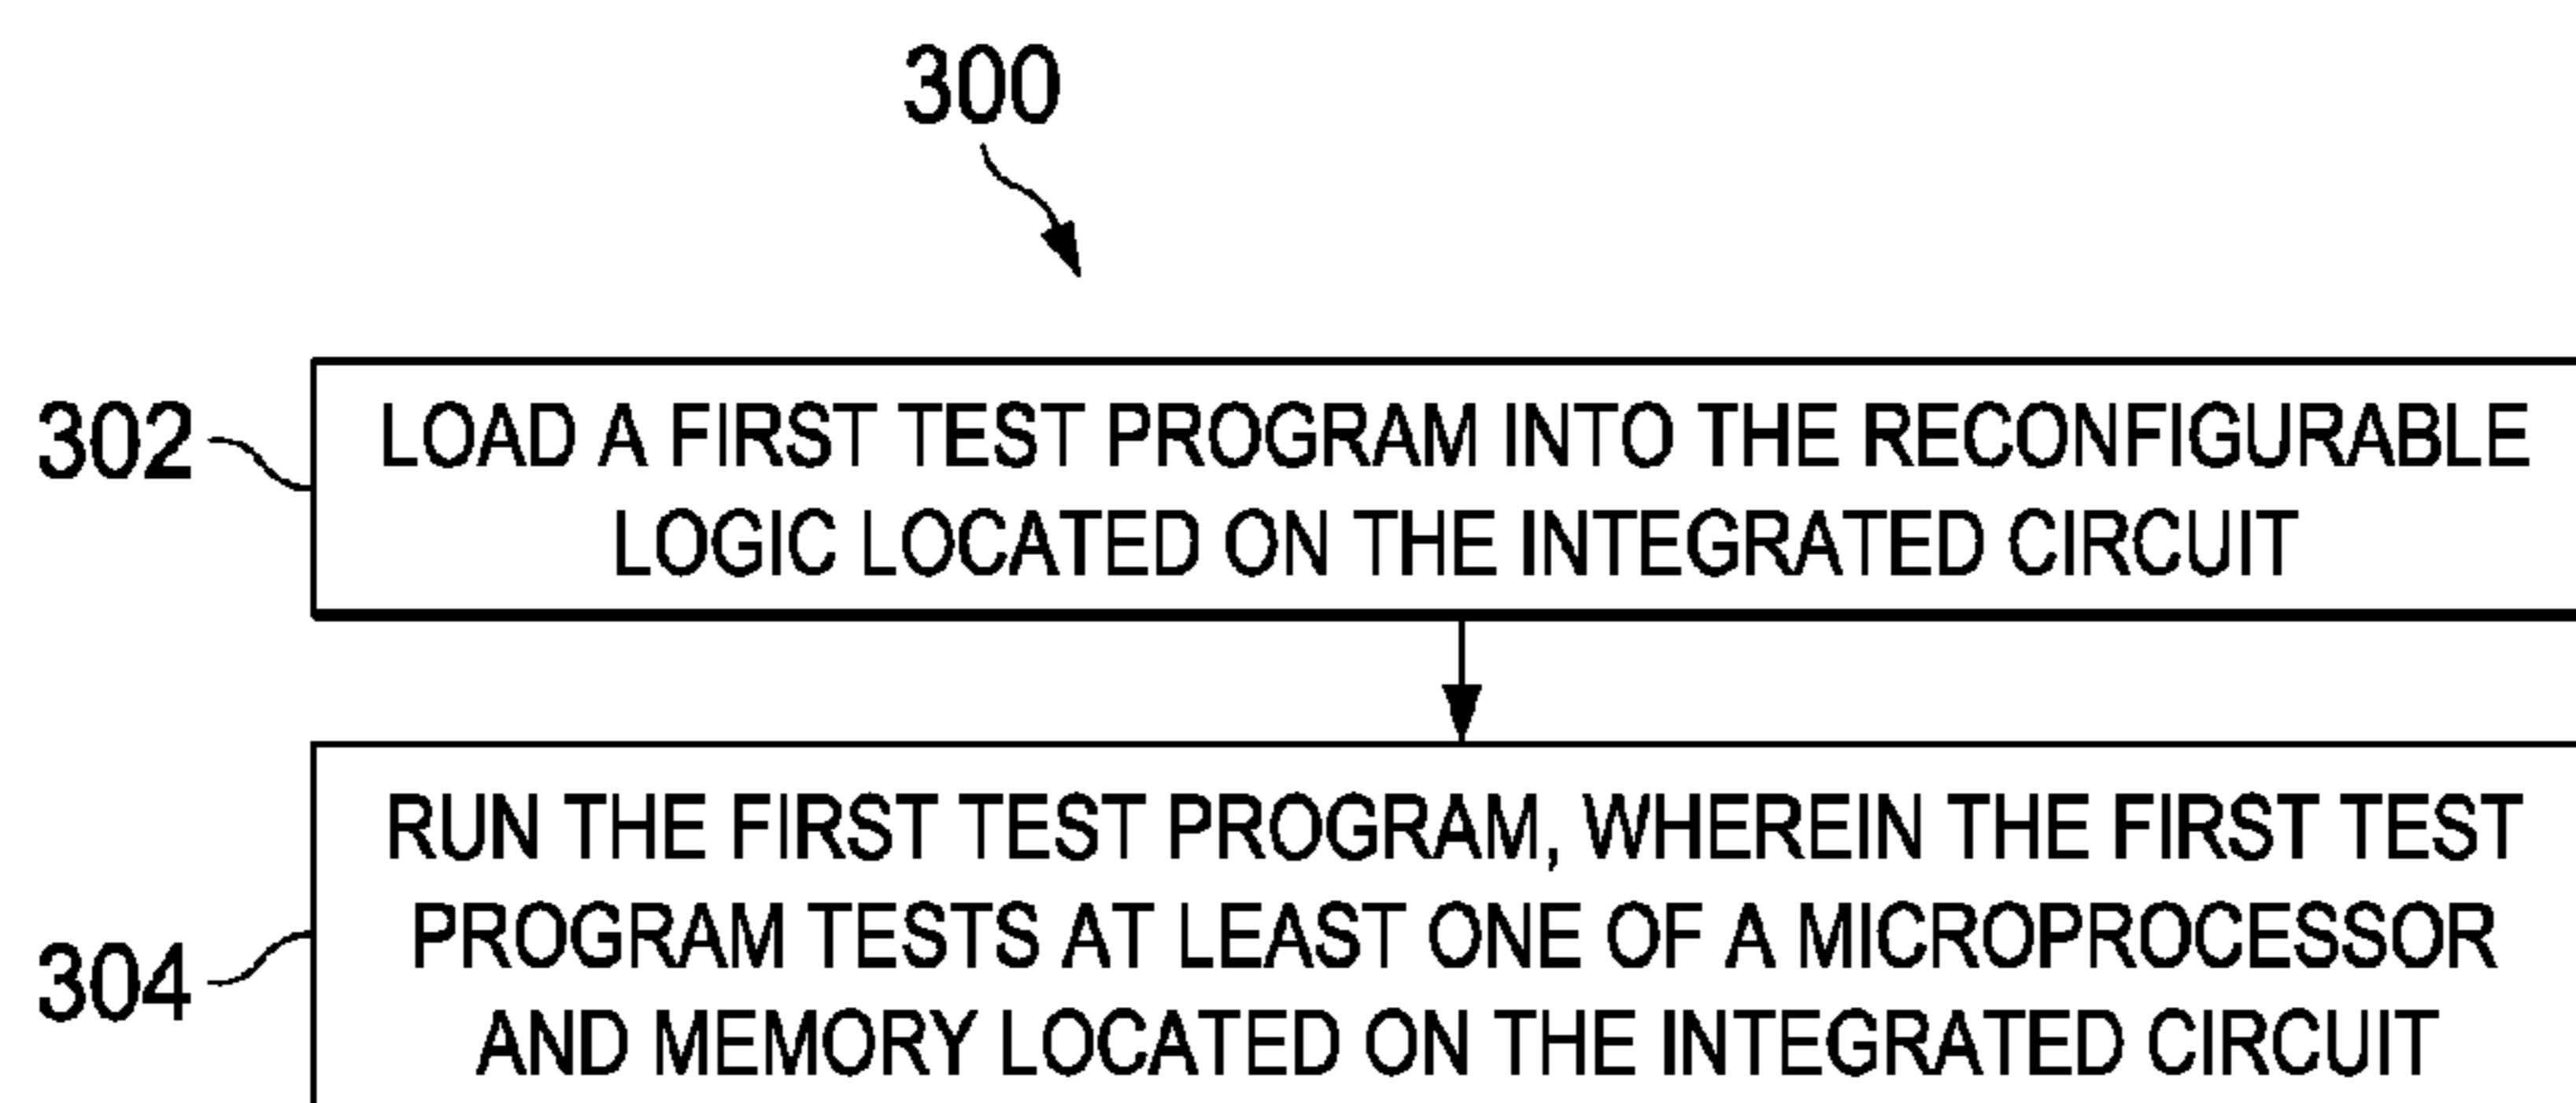 300
302
LOAD A FIRST TEST PROGRAM INTO THE RECONFIGURABLE
LOGIC LOCATED ON THE INTEGRATED CIRCUIT
304
RUN THE FIRST TEST PROGRAM, WHEREIN THE FIRST TEST
PROGRAM TESTS AT LEAST ONE OF A MICROPROCESSOR
AND MEMORY LOCATED ON THE INTEGRATED CIRCUIT